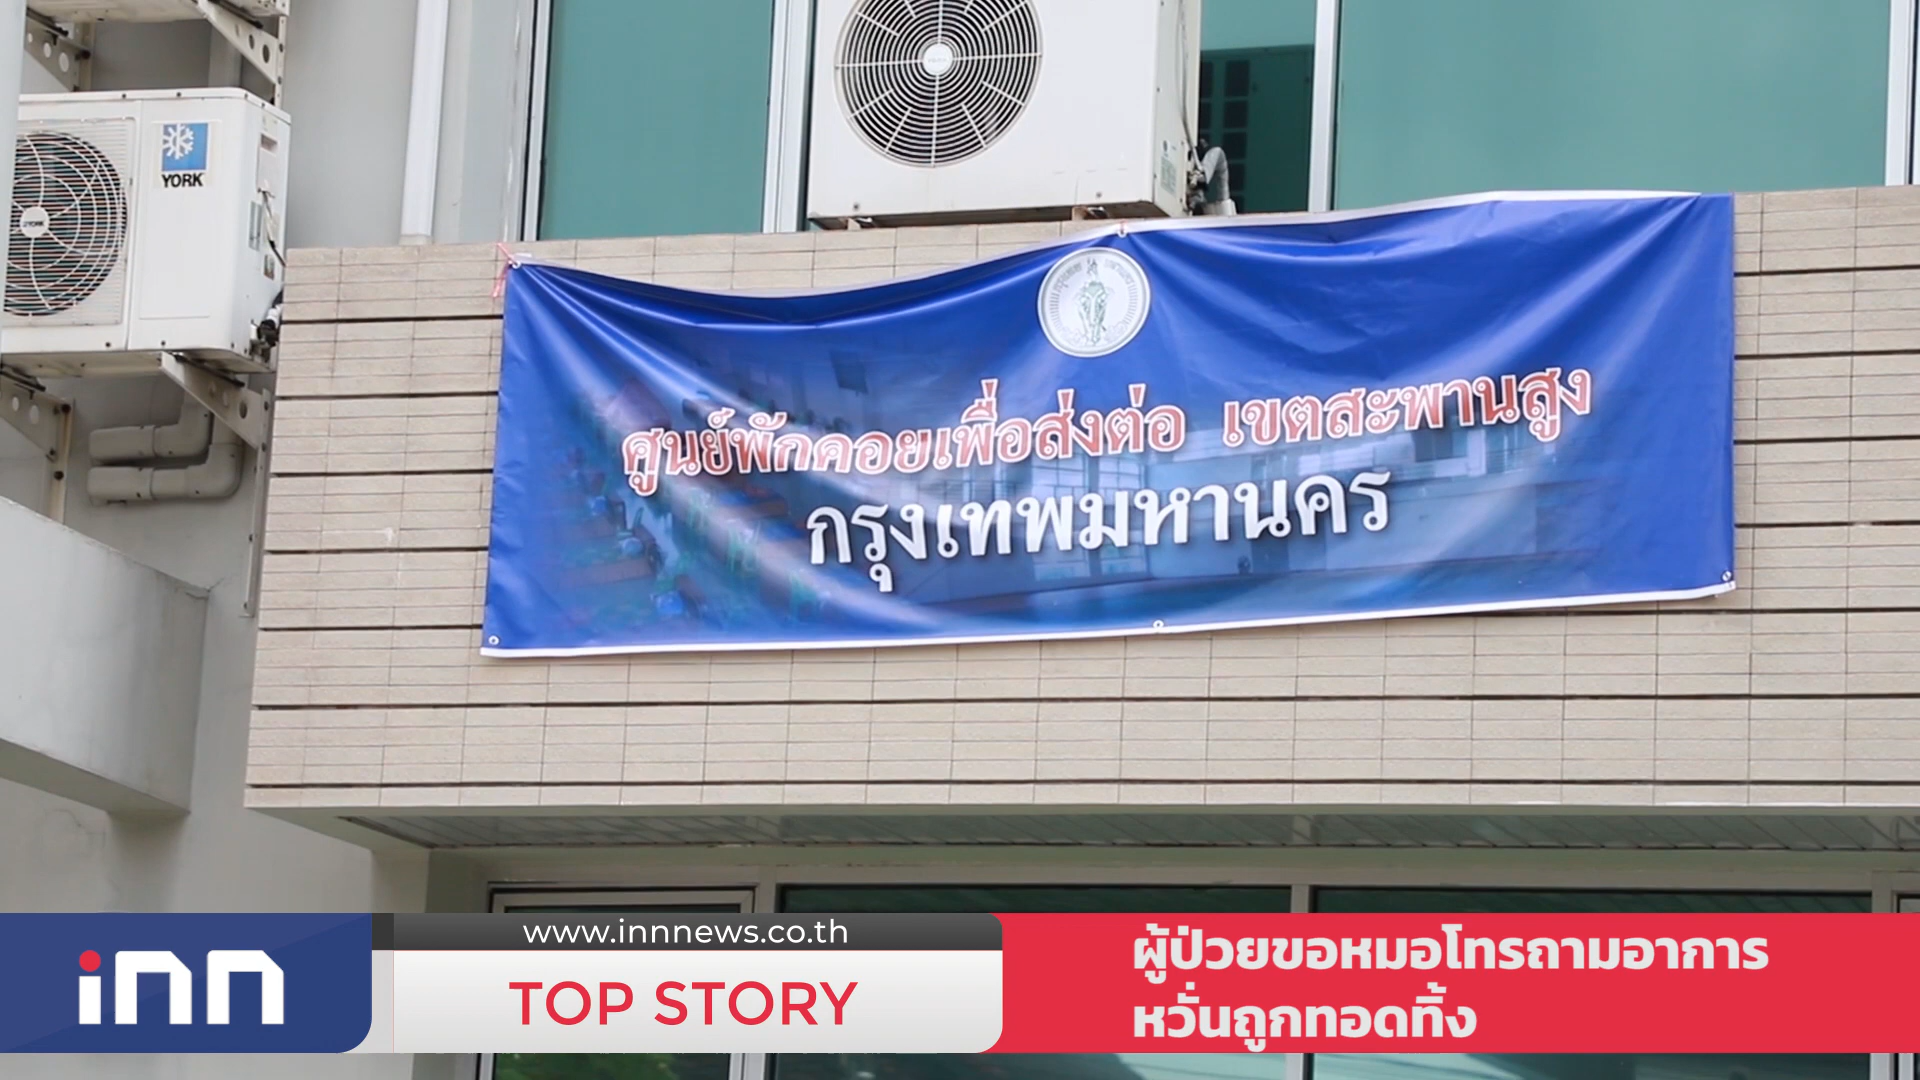 YORK
ศูนย์พักคอยเพื่อส่งต่อ เขตสะพานสูง
กรุงเทพมหานคร
inn
www.innnews.co.th
TOP STORY
ผู้ป่วยขอหมอโทรถามอาการ
หวั่นถูกทอดทิ้ง